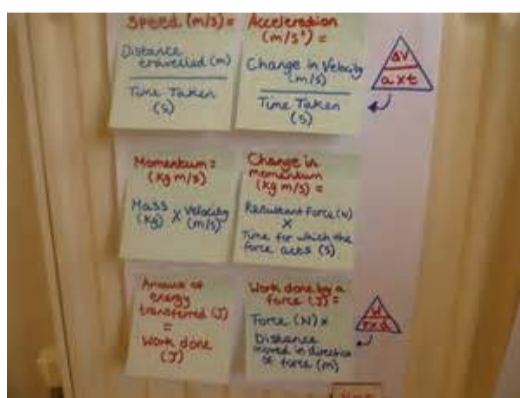 Speed (m/s) =
Distance
travelled (m)
Time Taken
(s)
Acceleration
(m/s²) =
Change in Velocity
(m/s)
Time Taken
(s)
ΔV
a x t
Momentum =
(Kg m/s)
Mass X Velocity
(Kg) (m/s)
Change in
momentum
(Kg m/s) =
Resultant Force (N)
X
Time for which the
force acts (s)
Amount of
energy
transferred (J)
=
Work done
(J)
Work done by a
force (J) =
Force (N) x
Distance
moved in direction
of force (m)
W
F x d